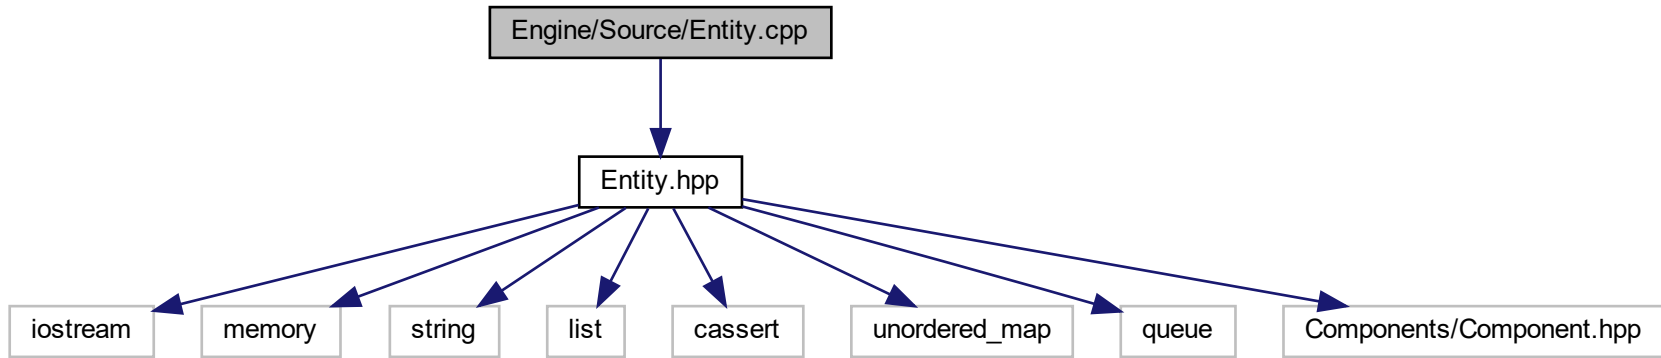 Engine/Source/Entity.cpp
Entity.hpp
iostream
memory
string
list
cassert
unordered_map
queue
Components/Component.hpp